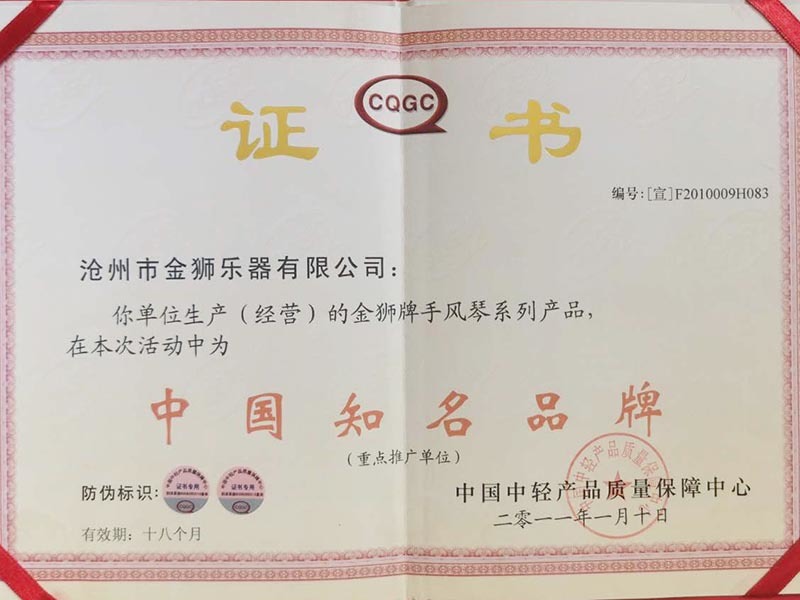 CQGC
证书
编号：[宣]F2010009H083
沧州市金狮乐器有限公司：
你单位生产（经营）的金狮牌手风琴系列产品，
在本次活动中为
中国知名品牌
（重点推广单位）
防伪标识：
证书专用
证书专用
中国中轻产品质量保障中心
二零一一年一月十日
有效期：十八个月